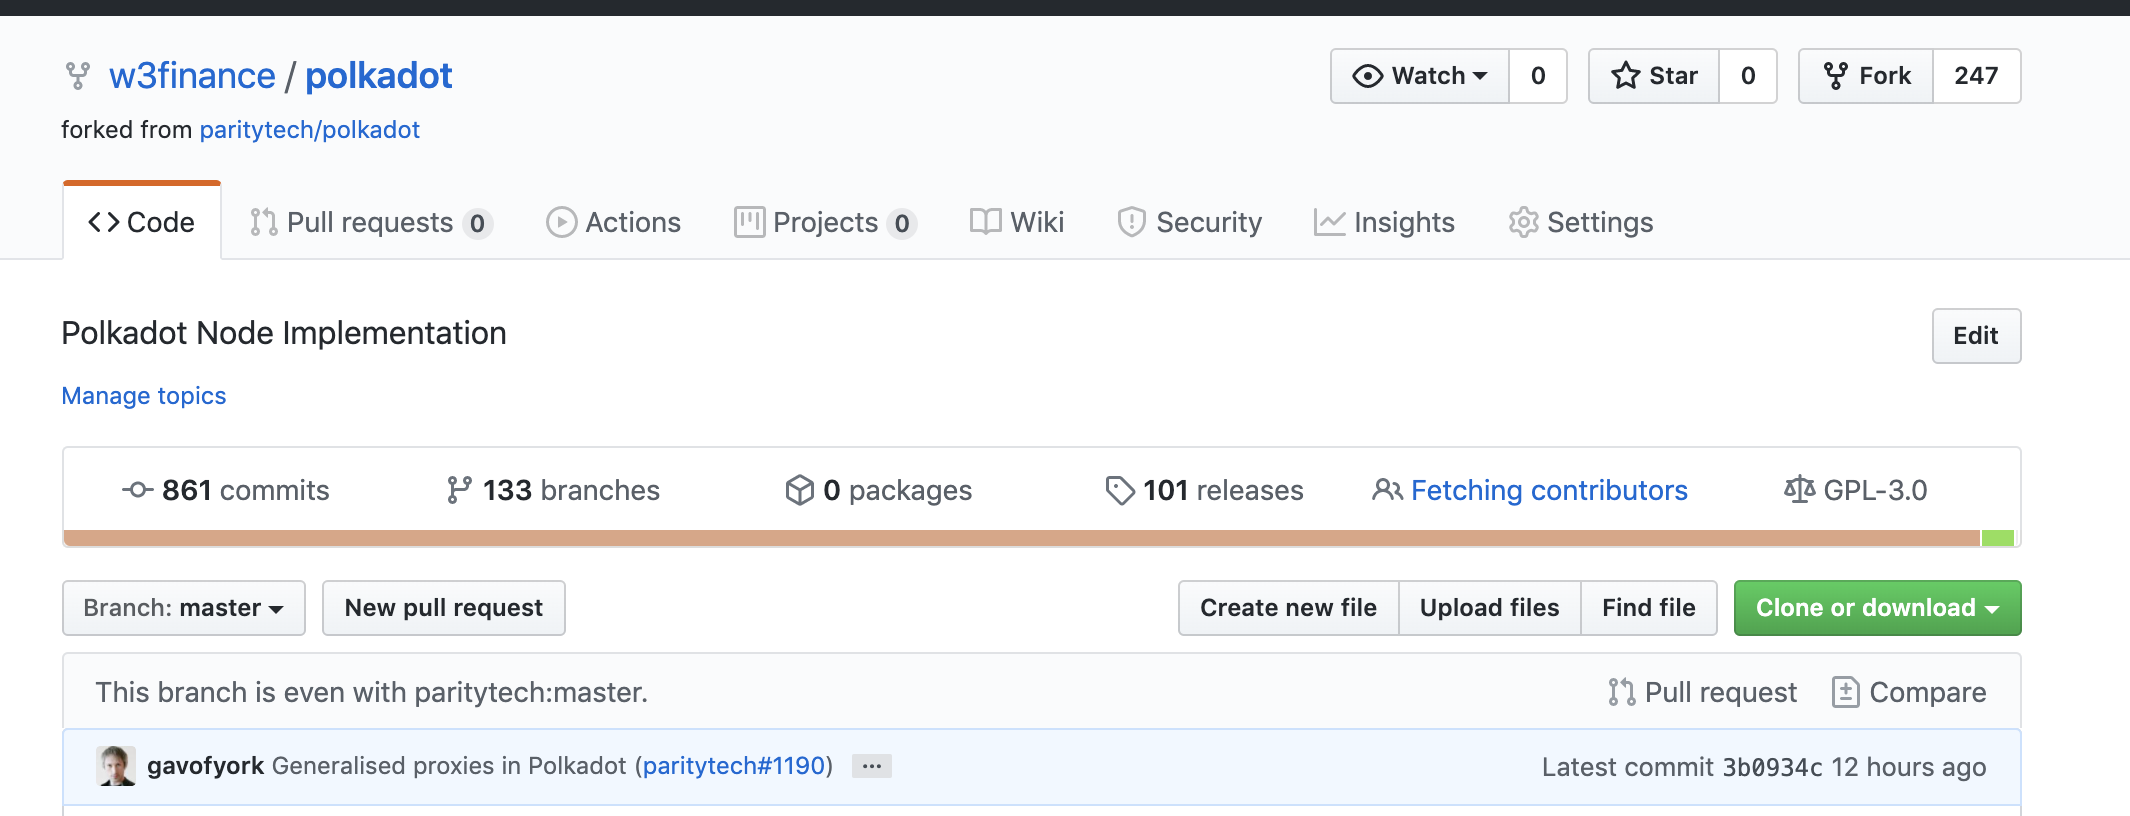 w3finance / polkadot
Watch 0 Star 0 Fork 247
forked from paritytech/polkadot
Code Pull requests 0 Actions Projects 0 Wiki Security Insights Settings
Polkadot Node Implementation
Edit
Manage topics
861 commits 133 branches 0 packages 101 releases Fetching contributors GPL-3.0
Branch: master New pull request Create new file Upload files Find file Clone or download
This branch is even with paritytech:master. Pull request Compare
gavofyork Generalised proxies in Polkadot (paritytech#1190) ... Latest commit 3b0934c 12 hours ago